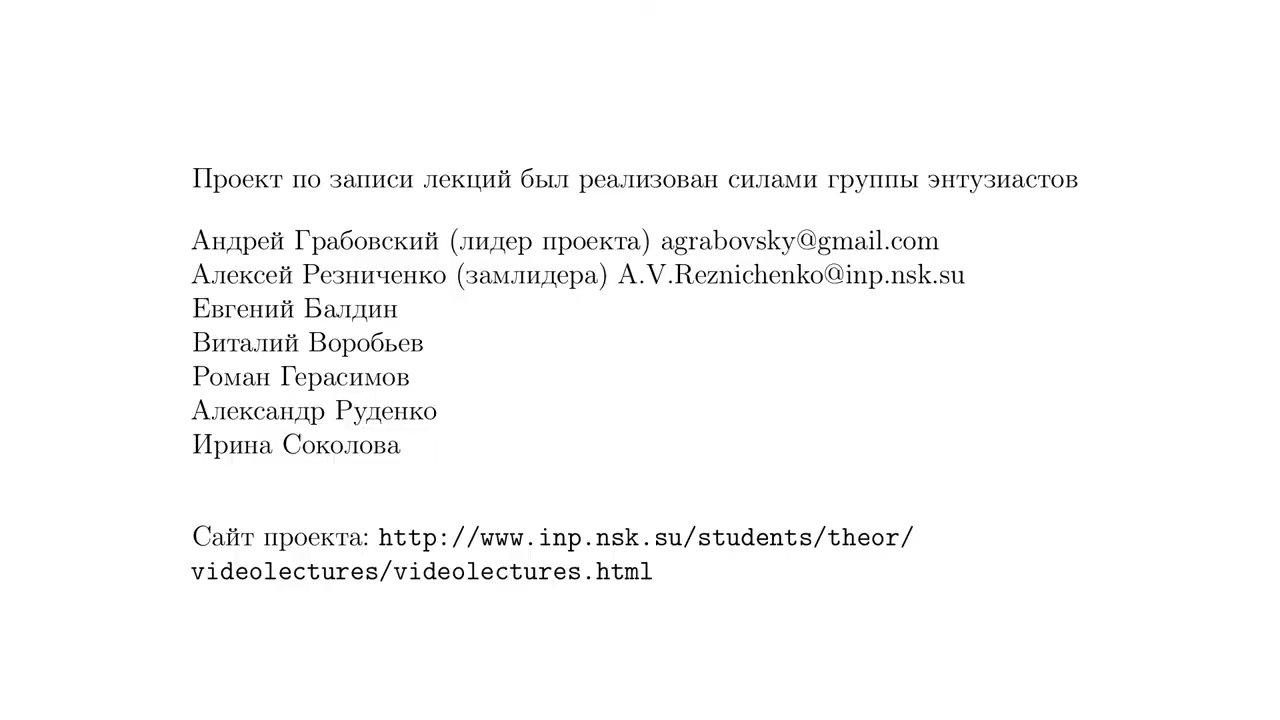 Проект по записи лекций был реализован силами группы энтузиастов
Андрей Грабовский (лидер проекта) agrabovsky@gmail.com
Алексей Резниченко (замлидера) A.V.Reznichenko@inp.nsk.su
Евгений Балдин
Виталий Воробьев
Роман Герасимов
Александр Руденко
Ирина Соколова
Сайт проекта: http://www.inp.nsk.su/students/theor/
videolectures/videolectures.html